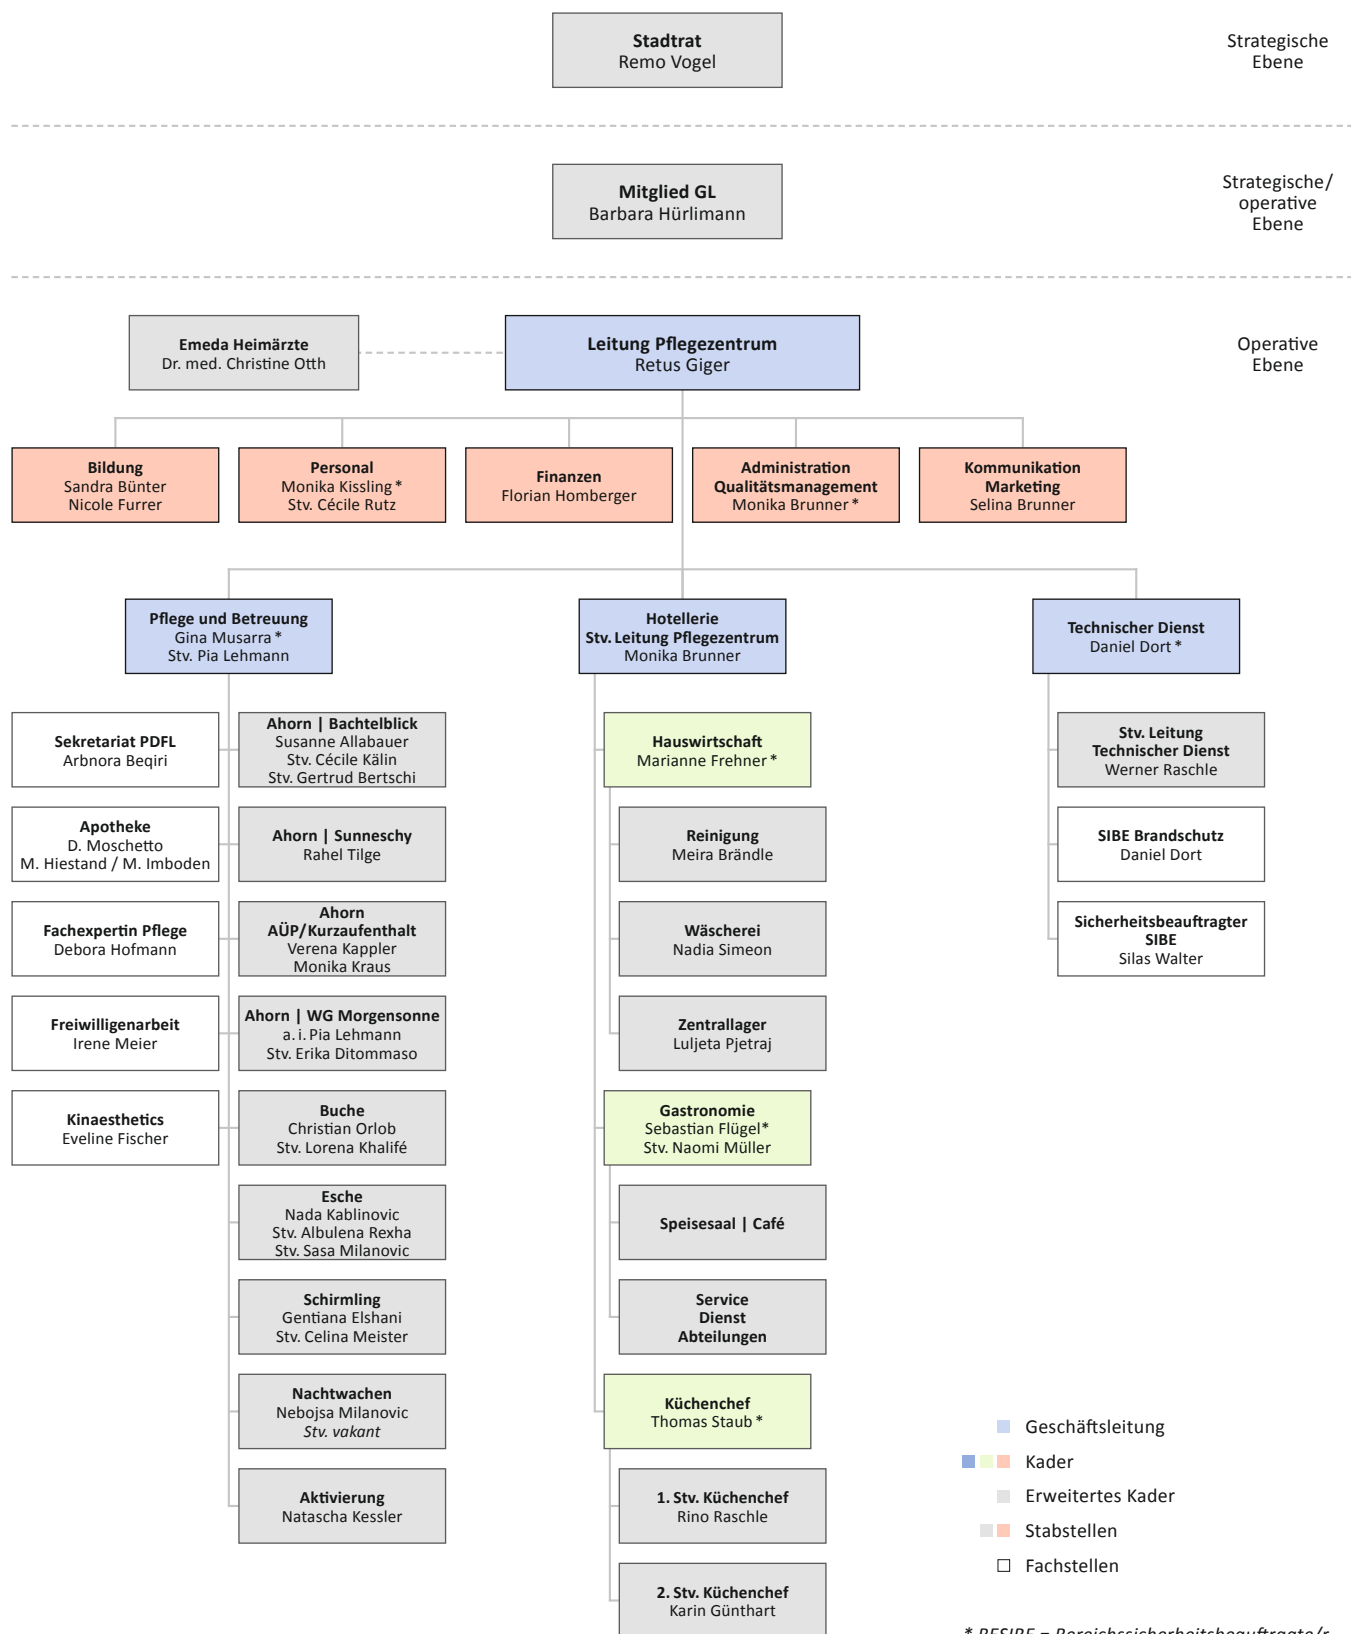 Stadtrat
Remo Vogel
Strategische
Ebene
Mitglied GL
Barbara Hürlimann
Strategische/
operative
Ebene
Emeda Heimärzte
Dr. med. Christine Otth
Leitung Pflegezentrum
Retus Giger
Operative
Ebene
Bildung
Sandra Bünter
Nicole Furrer
Personal
Monika Kissling *
Stv. Cécile Rutz
Finanzen
Florian Homberger
Administration
Qualitätsmanagement
Monika Brunner *
Kommunikation
Marketing
Selina Brunner
Pflege und Betreuung
Gina Musarra *
Stv. Pia Lehmann
Hotellerie
Stv. Leitung Pflegezentrum
Monika Brunner
Technischer Dienst
Daniel Dort *
Sekretariat PDFL
Arbnora Beqiri
Apotheke
D. Moschetto
M. Hiestand / M. Imboden
Fachexpertin Pflege
Debora Hofmann
Freiwilligenarbeit
Irene Meier
Kinaesthetics
Eveline Fischer
Ahorn | Bachtelblick
Susanne Allabauer
Stv. Cécile Kälin
Stv. Gertrud Bertschi
Ahorn | Sunneschy
Rahel Tilge
Ahorn
AÜP/Kurzaufenthalt
Verena Kappler
Monika Kraus
Ahorn | WG Morgensonne
a. i. Pia Lehmann
Stv. Erika Ditommaso
Buche
Christian Orlob
Stv. Lorena Khalifé
Esche
Nada Kablinovic
Stv. Albulena Rexha
Stv. Sasa Milanovic
Schirmling
Gentiana Elshani
Stv. Celina Meister
Nachtwachen
Nebojsa Milanovic
Stv. vakant
Aktivierung
Natascha Kessler
Hauswirtschaft
Marianne Frehner *
Reinigung
Meira Brändle
Wäscherei
Nadia Simeon
Zentrallager
Luljeta Pjetraj
Gastronomie
Sebastian Flügel*
Stv. Naomi Müller
Speisesaal | Café
Service
Dienst
Abteilungen
Küchenchef
Thomas Staub *
1. Stv. Küchenchef
Rino Raschle
2. Stv. Küchenchef
Karin Günthart
Stv. Leitung
Technischer Dienst
Werner Raschle
SIBE Brandschutz
Daniel Dort
Sicherheitsbeauftragter
SIBE
Silas Walter
Geschäftsleitung
Kader
Erweitertes Kader
Stabstellen
Fachstellen
* BESIBE = Bereichssicherheitsbeauftragte/r